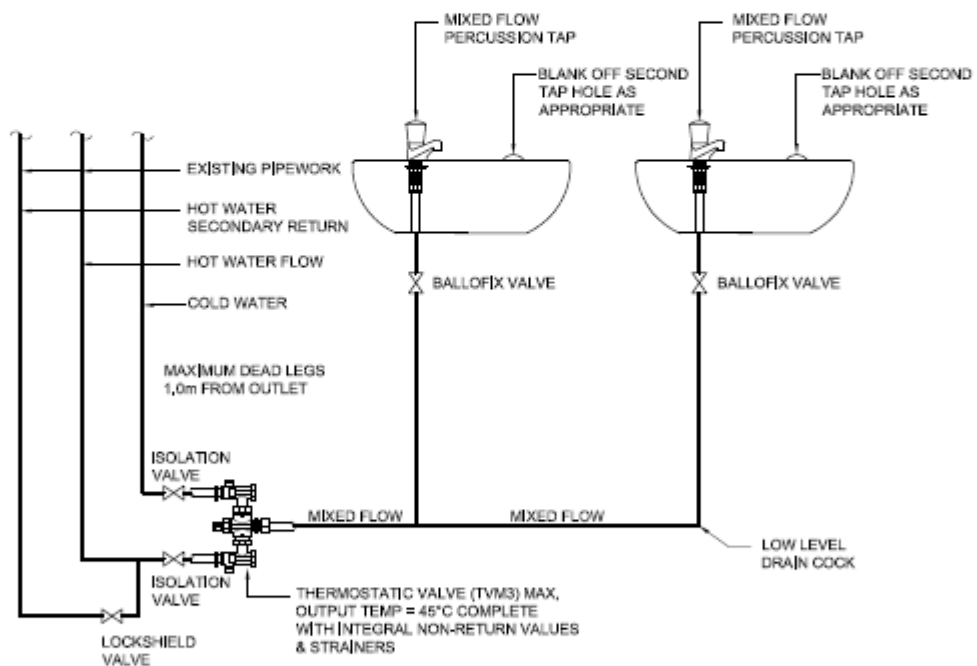 MIXED FLOW
PERCUSSION TAP
BLANK OFF SECOND
TAP HOLE AS
APPROPRIATE
MIXED FLOW
PERCUSSION TAP
BLANK OFF SECOND
TAP HOLE AS
APPROPRIATE
EXISTING PIPEWORK
HOT WATER
SECONDARY RETURN
HOT WATER FLOW
COLD WATER
BALLOFIX VALVE
BALLOFIX VALVE
MAXIMUM DEAD LEGS
1,0m FROM OUTLET
ISOLATION
VALVE
MIXED FLOW
MIXED FLOW
LOW LEVEL
DRAIN COCK
ISOLATION
VALVE
THERMOSTATIC VALVE (TVM3) MAX,
OUTPUT TEMP = 45°C COMPLETE
WITH INTEGRAL NON-RETURN VALUES
& STRAINERS
LOCKSHIELD
VALVE